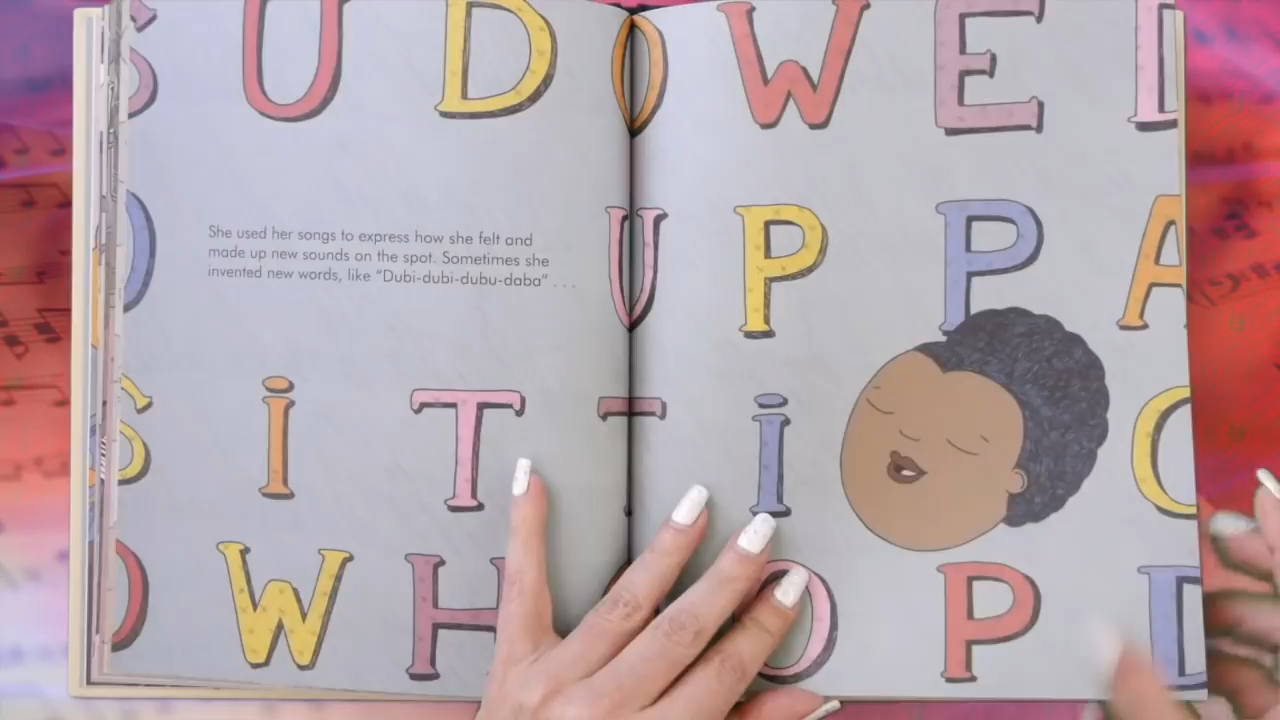 S U D O W E D
O U P P A
She used her songs to express how she felt and
made up new sounds on the spot. Sometimes she
invented new words, like “Dubi-dubi-dubu-daba” . . .
S i T T i C
O W H O P D